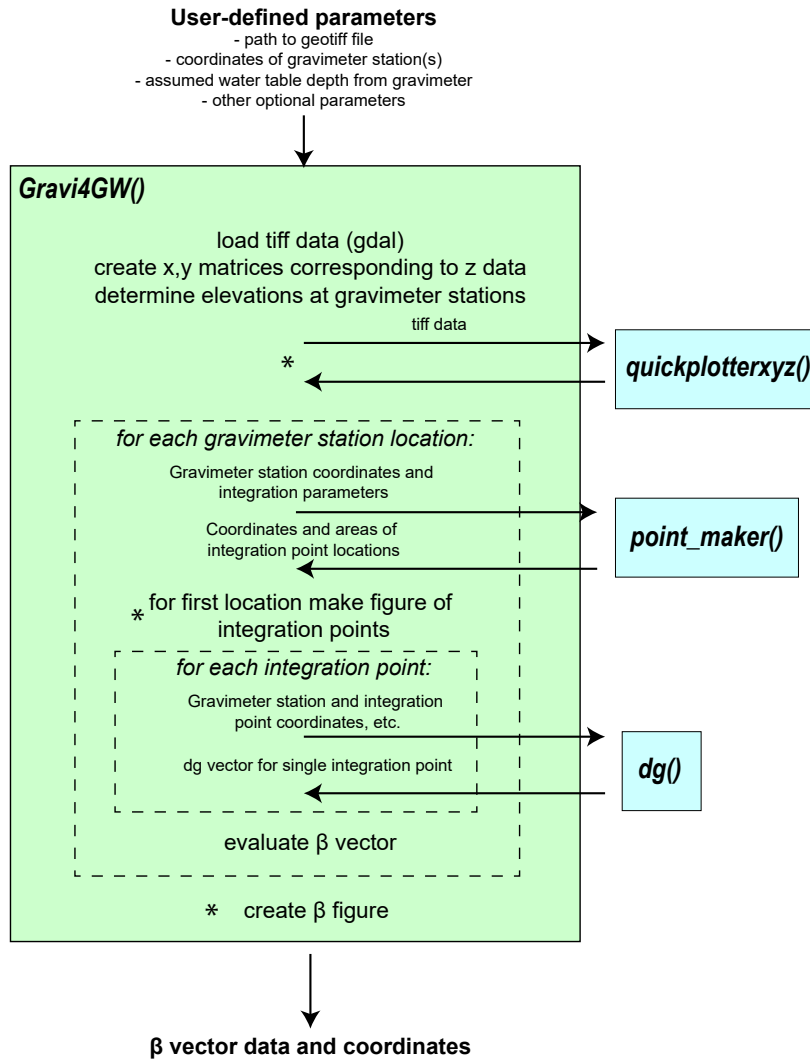 User-defined parameters
- path to geotiff file
- coordinates of gravimeter station(s)
- assumed water table depth from gravimeter
- other optional parameters
Gravi4GW()
load tiff data (gdal)
create x,y matrices corresponding to z data
determine elevations at gravimeter stations
tiff data
*
quickplotterxyz()
for each gravimeter station location:
Gravimeter station coordinates and
integration parameters
Coordinates and areas of
integration point locations
point_maker()
* for first location make figure of
integration points
for each integration point:
Gravimeter station and integration
point coordinates, etc.
dg vector for single integration point
dg()
evaluate β vector
* create β figure
β vector data and coordinates